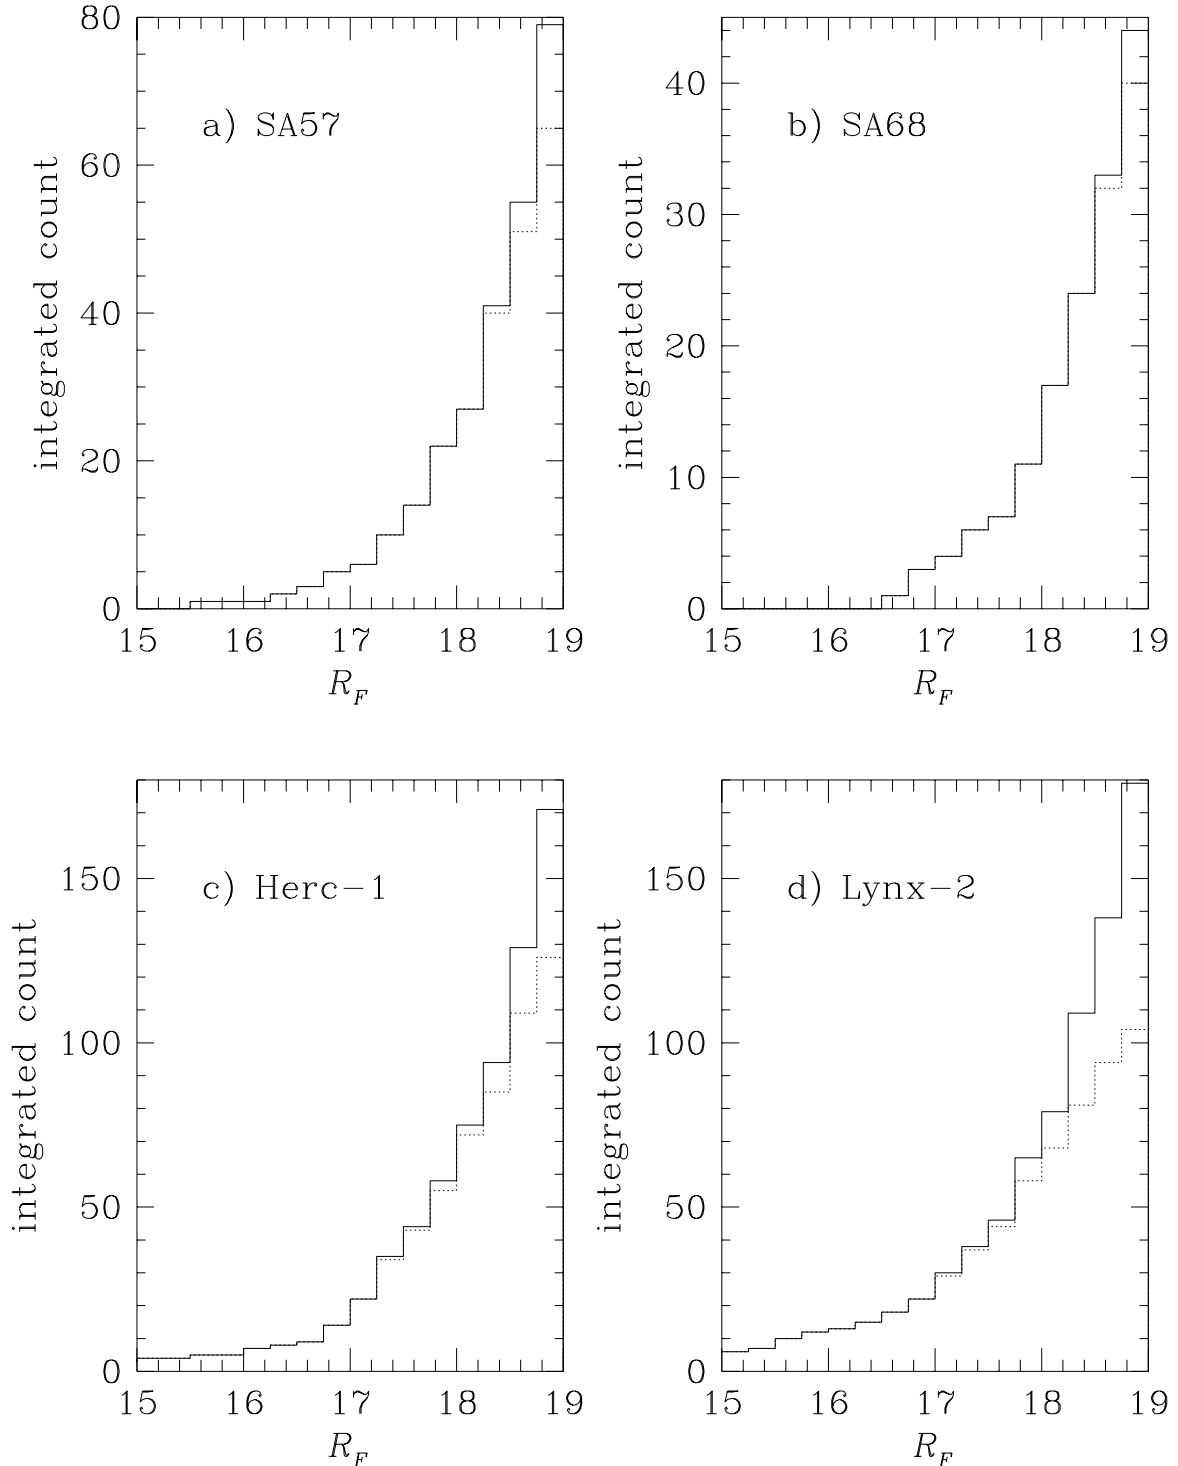 a) SA57
integrated count
80
60
40
20
0
15 16 17 18 19
R_F
b) SA68
integrated count
40
30
20
10
0
15 16 17 18 19
R_F
c) Herc-1
integrated count
150
100
50
0
15 16 17 18 19
R_F
d) Lynx-2
integrated count
150
100
50
0
15 16 17 18 19
R_F